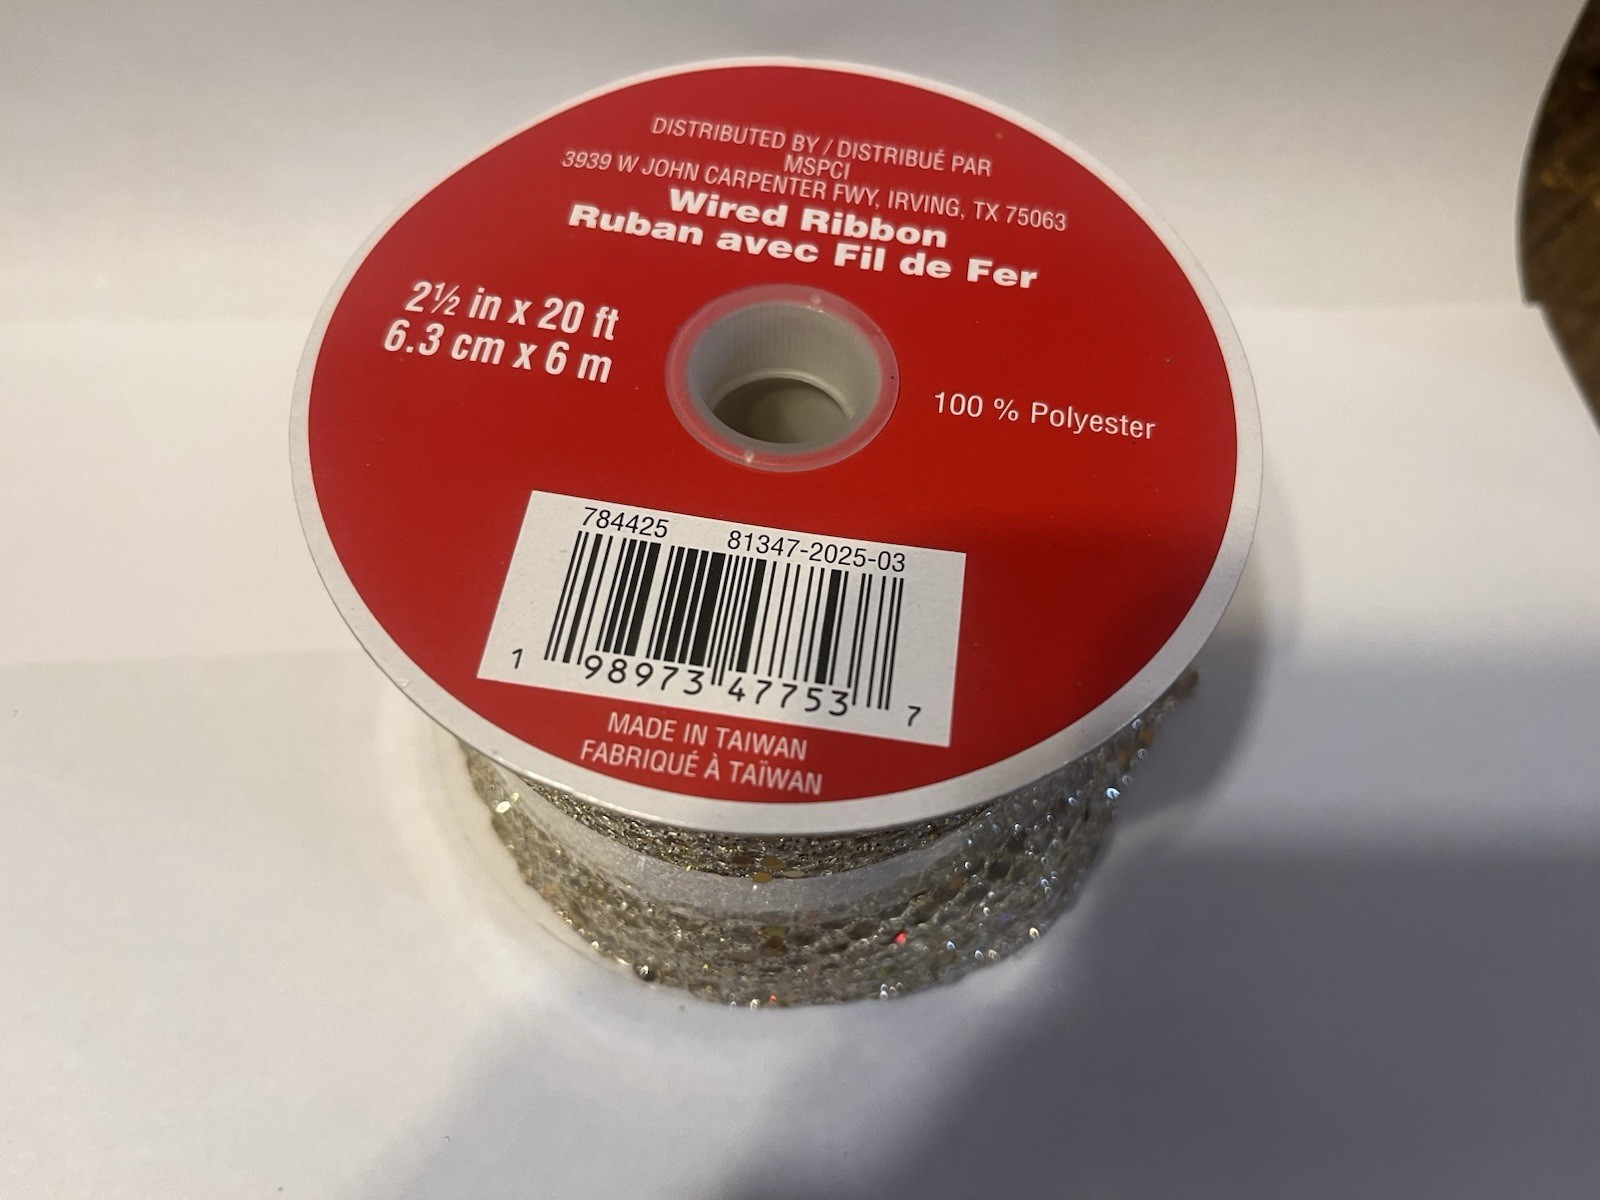 DISTRIBUTED BY / DISTRIBUÉ PAR
MSPCI
3939 W JOHN CARPENTER FWY, IRVING, TX 75063
Wired Ribbon
Ruban avec Fil de Fer
2½ in x 20 ft
6.3 cm x 6 m
100 % Polyester
784425 81347-2025-03
1 98973 47753 7
MADE IN TAIWAN
FABRIQUÉ À TAÏWAN